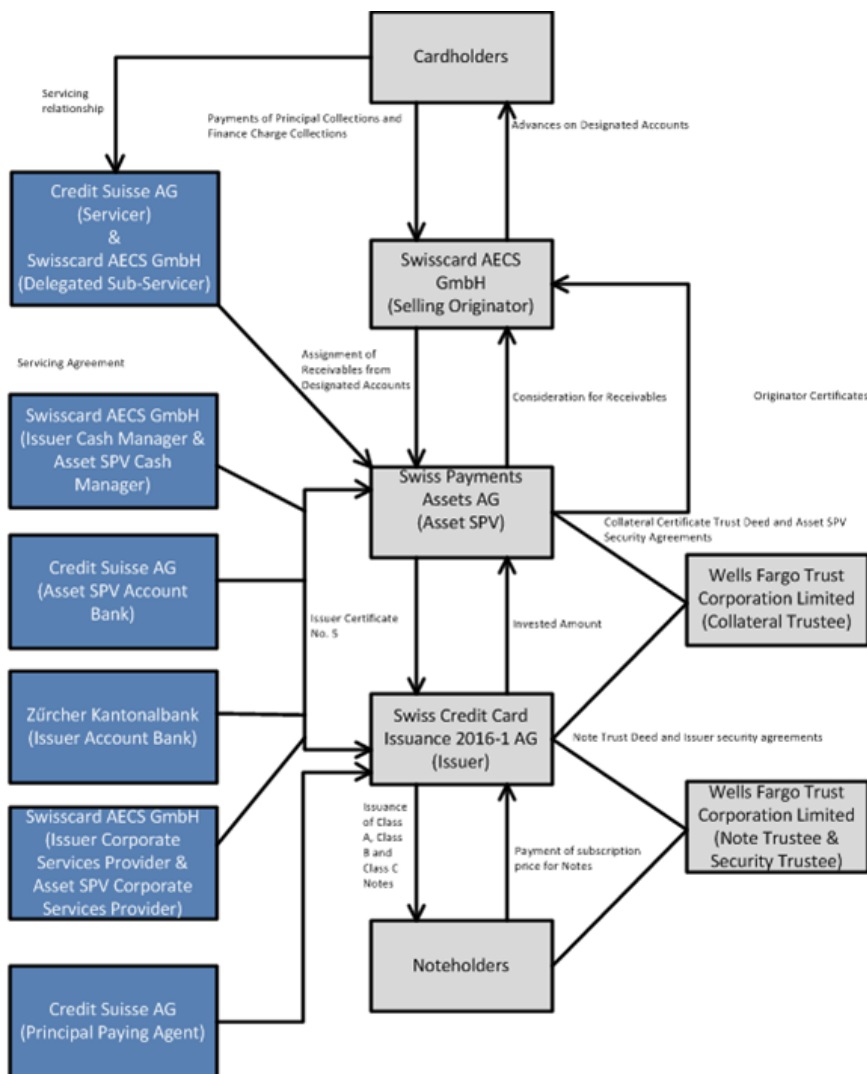 Cardholders
Servicing
relationship
Payments of Principal Collections and
Finance Charge Collections
Advances on Designated Accounts
Credit Suisse AG
(Servicer)
&
Swisscard AECS GmbH
(Delegated Sub-Servicer)
Swisscard AECS
GmbH
(Selling Originator)
Servicing Agreement
Assignment of
Receivables from
Designated Accounts
Consideration for Receivables
Originator Certificates
Swisscard AECS GmbH
(Issuer Cash Manager &
Asset SPV Cash
Manager)
Swiss Payments
Assets AG
(Asset SPV)
Collateral Certificate Trust Deed and Asset SPV
Security Agreements
Credit Suisse AG
(Asset SPV Account
Bank)
Issuer Certificate
No. 5
Invested Amount
Wells Fargo Trust
Corporation Limited
(Collateral Trustee)
Zűrcher Kantonalbank
(Issuer Account Bank)
Swiss Credit Card
Issuance 2016-1 AG
(Issuer)
Note Trust Deed and Issuer security agreements
Swisscard AECS GmbH
(Issuer Corporate
Services Provider &
Asset SPV Corporate
Services Provider)
Issuance
of Class
A, Class
B and
Class C
Notes
Payment of subscription
price for Notes
Wells Fargo Trust
Corporation Limited
(Note Trustee &
Security Trustee)
Noteholders
Credit Suisse AG
(Principal Paying Agent)